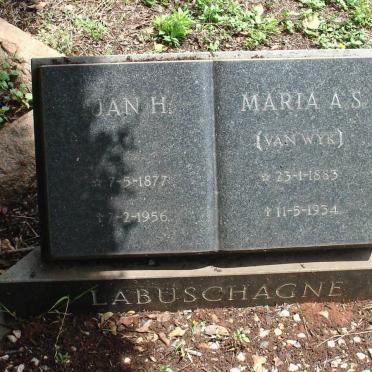 JAN H.
☆ 7-5-1877
† 7-2-1956
MARIA A.S.
(VAN WYK)
☆ 23-1-1883
† 11-5-1954
LABUSCHAGNE